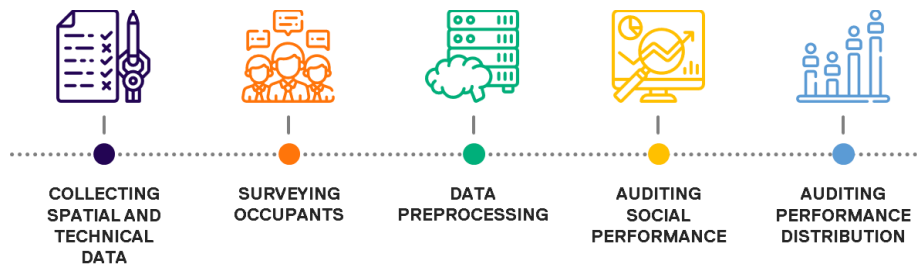 COLLECTING
SPATIAL AND
TECHNICAL
DATA
SURVEYING
OCCUPANTS
DATA
PREPROCESSING
AUDITING
SOCIAL
PERFORMANCE
AUDITING
PERFORMANCE
DISTRIBUTION